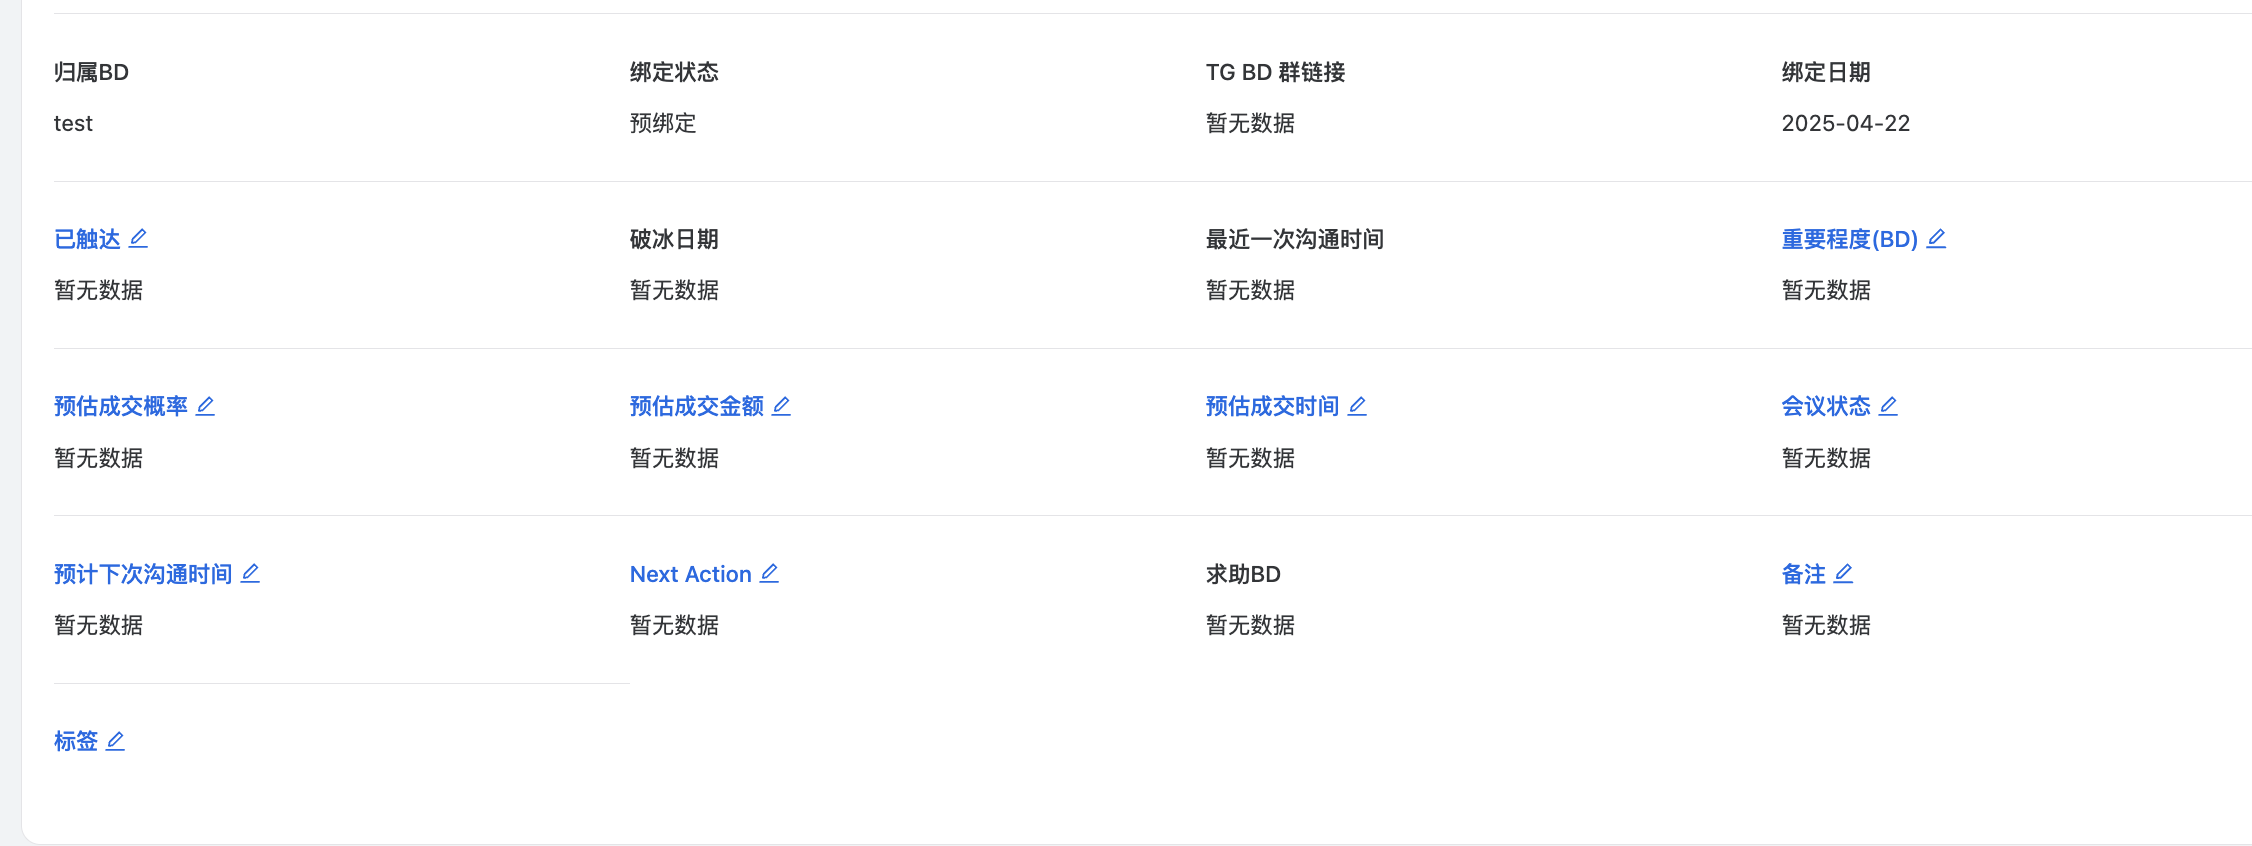 归属BD 绑定状态 TG BD 群链接 绑定日期
test 预绑定 暂无数据 2025-04-22
已触达 破冰日期 最近一次沟通时间 重要程度(BD)
暂无数据 暂无数据 暂无数据 暂无数据
预估成交概率 预估成交金额 预估成交时间 会议状态
暂无数据 暂无数据 暂无数据 暂无数据
预计下次沟通时间 Next Action 求助BD 备注
暂无数据 暂无数据 暂无数据 暂无数据
标签